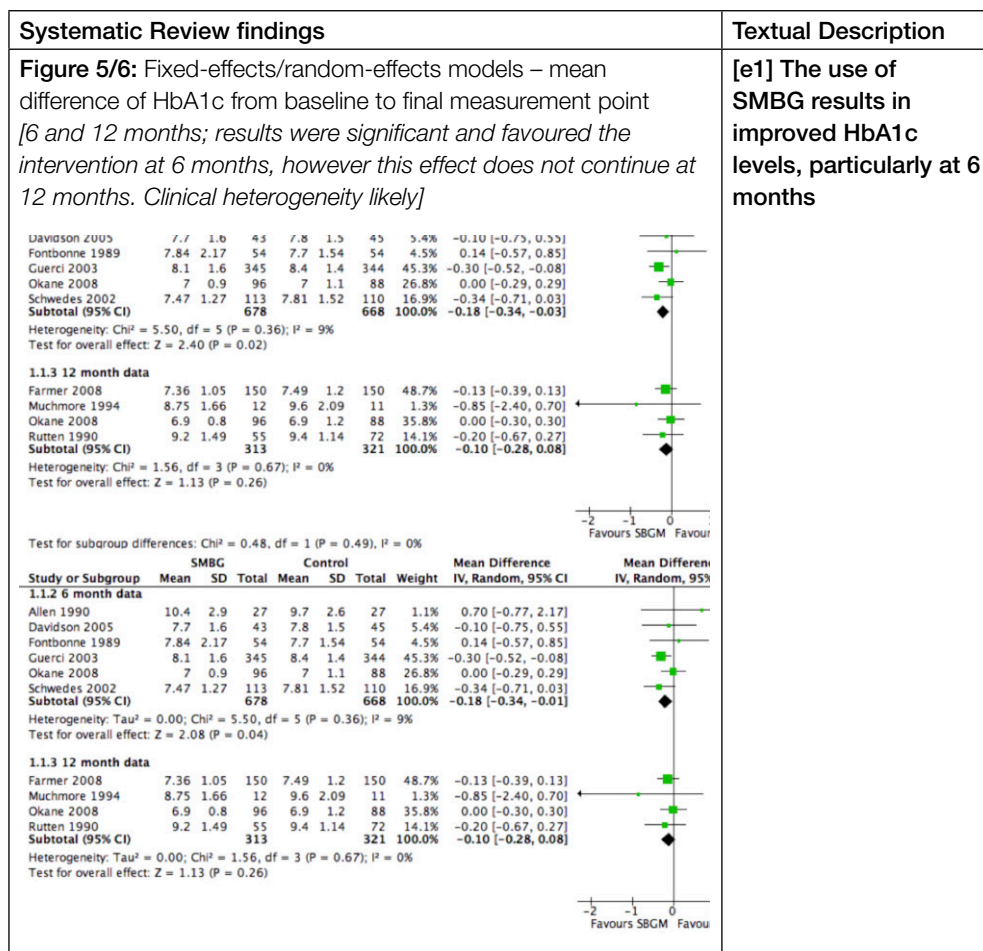 Systematic Review findings
Textual Description
Figure 5/6: Fixed-effects/random-effects models – mean
difference of HbA1c from baseline to final measurement point
[6 and 12 months; results were significant and favoured the
intervention at 6 months, however this effect does not continue at
12 months. Clinical heterogeneity likely]
[e1] The use of
SMBG results in
improved HbA1c
levels, particularly at 6
months
Davidson 2005 7.7 1.6 43 7.8 1.5 45 5.4% -0.10 [-0.75, 0.55]
Fontbonne 1989 7.84 2.17 54 7.7 1.54 54 4.5% 0.14 [-0.57, 0.85]
Guerci 2003 8.1 1.6 345 8.4 1.4 344 45.3% -0.30 [-0.52, -0.08]
Okane 2008 7 0.9 96 7 1.1 88 26.8% 0.00 [-0.29, 0.29]
Schwedes 2002 7.47 1.27 113 7.81 1.52 110 16.9% -0.34 [-0.71, 0.03]
Subtotal (95% CI) 678 668 100.0% -0.18 [-0.34, -0.03]
Heterogeneity: Chi² = 5.50, df = 5 (P = 0.36); I² = 9%
Test for overall effect: Z = 2.40 (P = 0.02)
1.1.3 12 month data
Farmer 2008 7.36 1.05 150 7.49 1.2 150 48.7% -0.13 [-0.39, 0.13]
Muchmore 1994 8.75 1.66 12 9.6 2.09 11 1.3% -0.85 [-2.40, 0.70]
Okane 2008 6.9 0.8 96 6.9 1.2 88 35.8% 0.00 [-0.30, 0.30]
Rutten 1990 9.2 1.49 55 9.4 1.14 72 14.1% -0.20 [-0.67, 0.27]
Subtotal (95% CI) 313 321 100.0% -0.10 [-0.28, 0.08]
Heterogeneity: Chi² = 1.56, df = 3 (P = 0.67); I² = 0%
Test for overall effect: Z = 1.13 (P = 0.26)
-2 -1 0
Favours SBGM Favour
Test for subgroup differences: Chi² = 0.48, df = 1 (P = 0.49), I² = 0%
SMBG Control Mean Difference Mean Differen
Study or Subgroup Mean SD Total Mean SD Total Weight IV, Random, 95% CI IV, Random, 95%
1.1.2 6 month data
Allen 1990 10.4 2.9 27 9.7 2.6 27 1.1% 0.70 [-0.77, 2.17]
Davidson 2005 7.7 1.6 43 7.8 1.5 45 5.4% -0.10 [-0.75, 0.55]
Fontbonne 1989 7.84 2.17 54 7.7 1.54 54 4.5% 0.14 [-0.57, 0.85]
Guerci 2003 8.1 1.6 345 8.4 1.4 344 45.3% -0.30 [-0.52, -0.08]
Okane 2008 7 0.9 96 7 1.1 88 26.8% 0.00 [-0.29, 0.29]
Schwedes 2002 7.47 1.27 113 7.81 1.52 110 16.9% -0.34 [-0.71, 0.03]
Subtotal (95% CI) 678 668 100.0% -0.18 [-0.34, -0.01]
Heterogeneity: Tau² = 0.00; Chi² = 5.50, df = 5 (P = 0.36); I² = 9%
Test for overall effect: Z = 2.08 (P = 0.04)
1.1.3 12 month data
Farmer 2008 7.36 1.05 150 7.49 1.2 150 48.7% -0.13 [-0.39, 0.13]
Muchmore 1994 8.75 1.66 12 9.6 2.09 11 1.3% -0.85 [-2.40, 0.70]
Okane 2008 6.9 0.8 96 6.9 1.2 88 35.8% 0.00 [-0.30, 0.30]
Rutten 1990 9.2 1.49 55 9.4 1.14 72 14.1% -0.20 [-0.67, 0.27]
Subtotal (95% CI) 313 321 100.0% -0.10 [-0.28, 0.08]
Heterogeneity: Tau² = 0.00; Chi² = 1.56, df = 3 (P = 0.67); I² = 0%
Test for overall effect: Z = 1.13 (P = 0.26)
-2 -1 0
Favours SBGM Favou